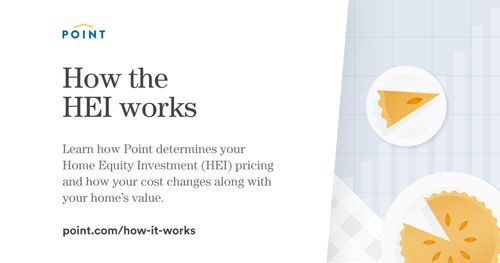 POINT
How the
HEI works
Learn how Point determines your
Home Equity Investment (HEI) pricing
and how your cost changes along with
your home’s value.
point.com/how-it-works